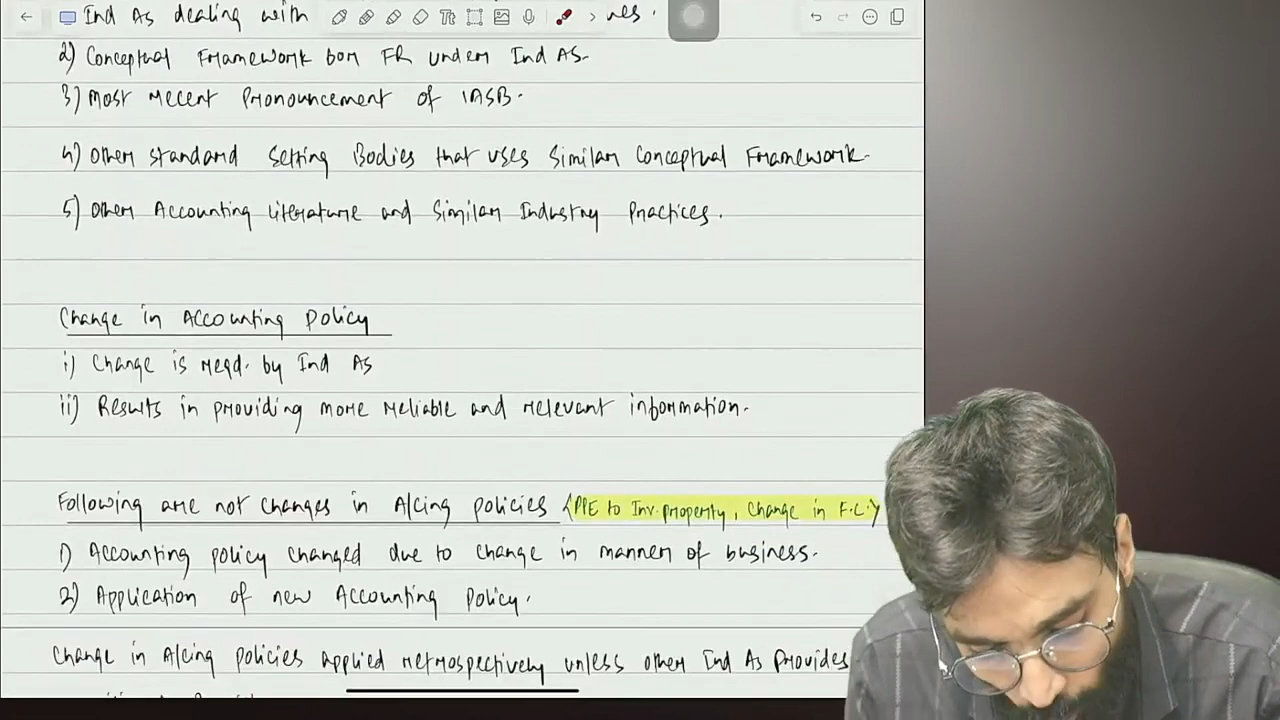 Ind As dealing with
2) Conceptual Framework for FR under Ind AS.
3) Most recent Pronouncement of IASB.
4) Other standard setting Bodies that uses Similar Conceptual Framework.
5) Other Accounting Literature and Similar Industry Practices.
Change in Accounting Policy
i) Change is reqd. by Ind As
ii) Results in providing more reliable and relevant information.
Following are not changes in A/cing policies (PPE to Inv. property, Change in F.L.)
1) Accounting policy changed due to change in manner of business.
2) Application of new Accounting Policy.
Change in A/cing policies applied retrospectively unless other Ind As provides